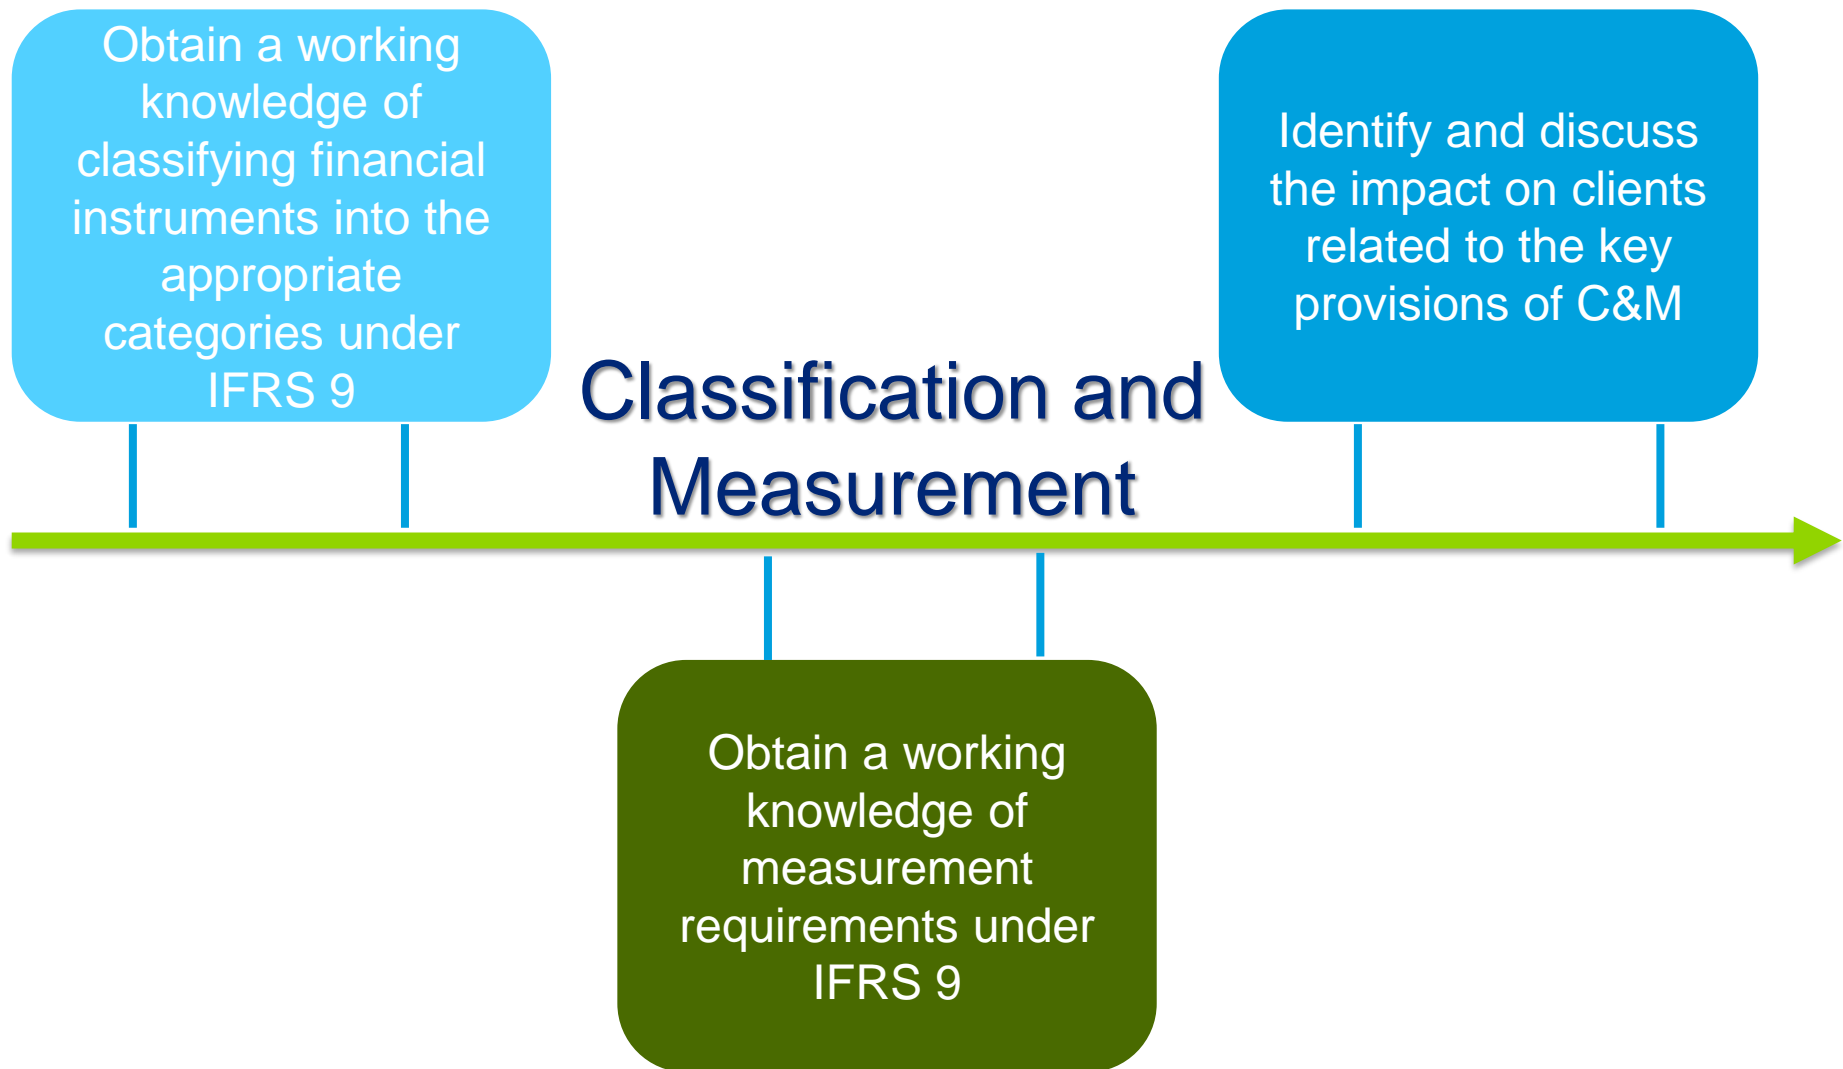 Obtain a working
knowledge of
classifying financial
instruments into the
appropriate
categories under
IFRS 9
Classification and
Measurement
Identify and discuss
the impact on clients
related to the key
provisions of C&M
Obtain a working
knowledge of
measurement
requirements under
IFRS 9